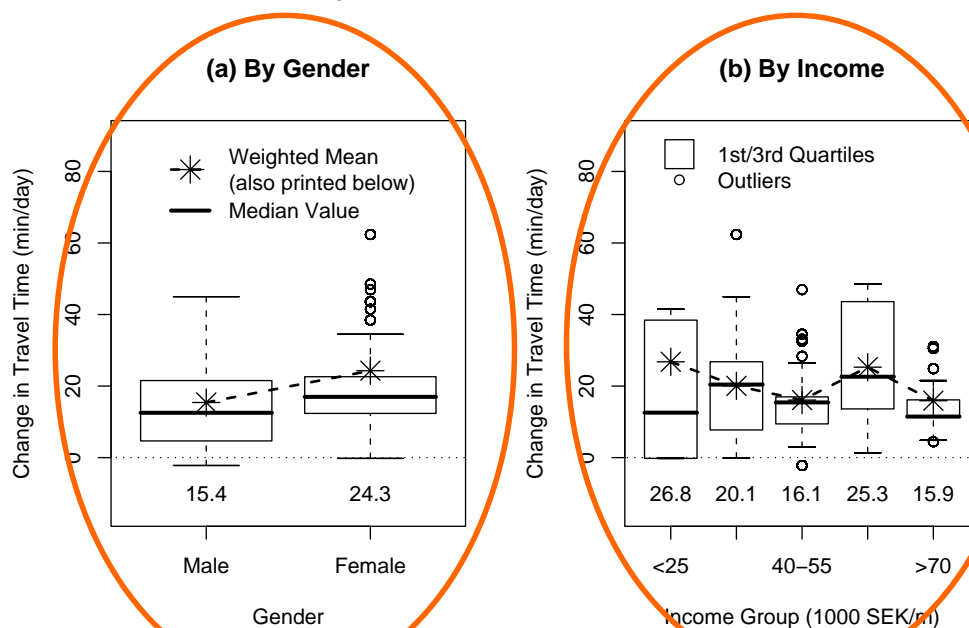 (a) By Gender
Change in Travel Time (min/day)
80
60
40
20
0
Weighted Mean
(also printed below)
Median Value
15.4 24.3
Male Female
Gender
(b) By Income
Change in Travel Time (min/day)
80
60
40
20
0
1st/3rd Quartiles
Outliers
26.8 20.1 16.1 25.3 15.9
<25 40−55 >70
Income Group (1000 SEK/m)